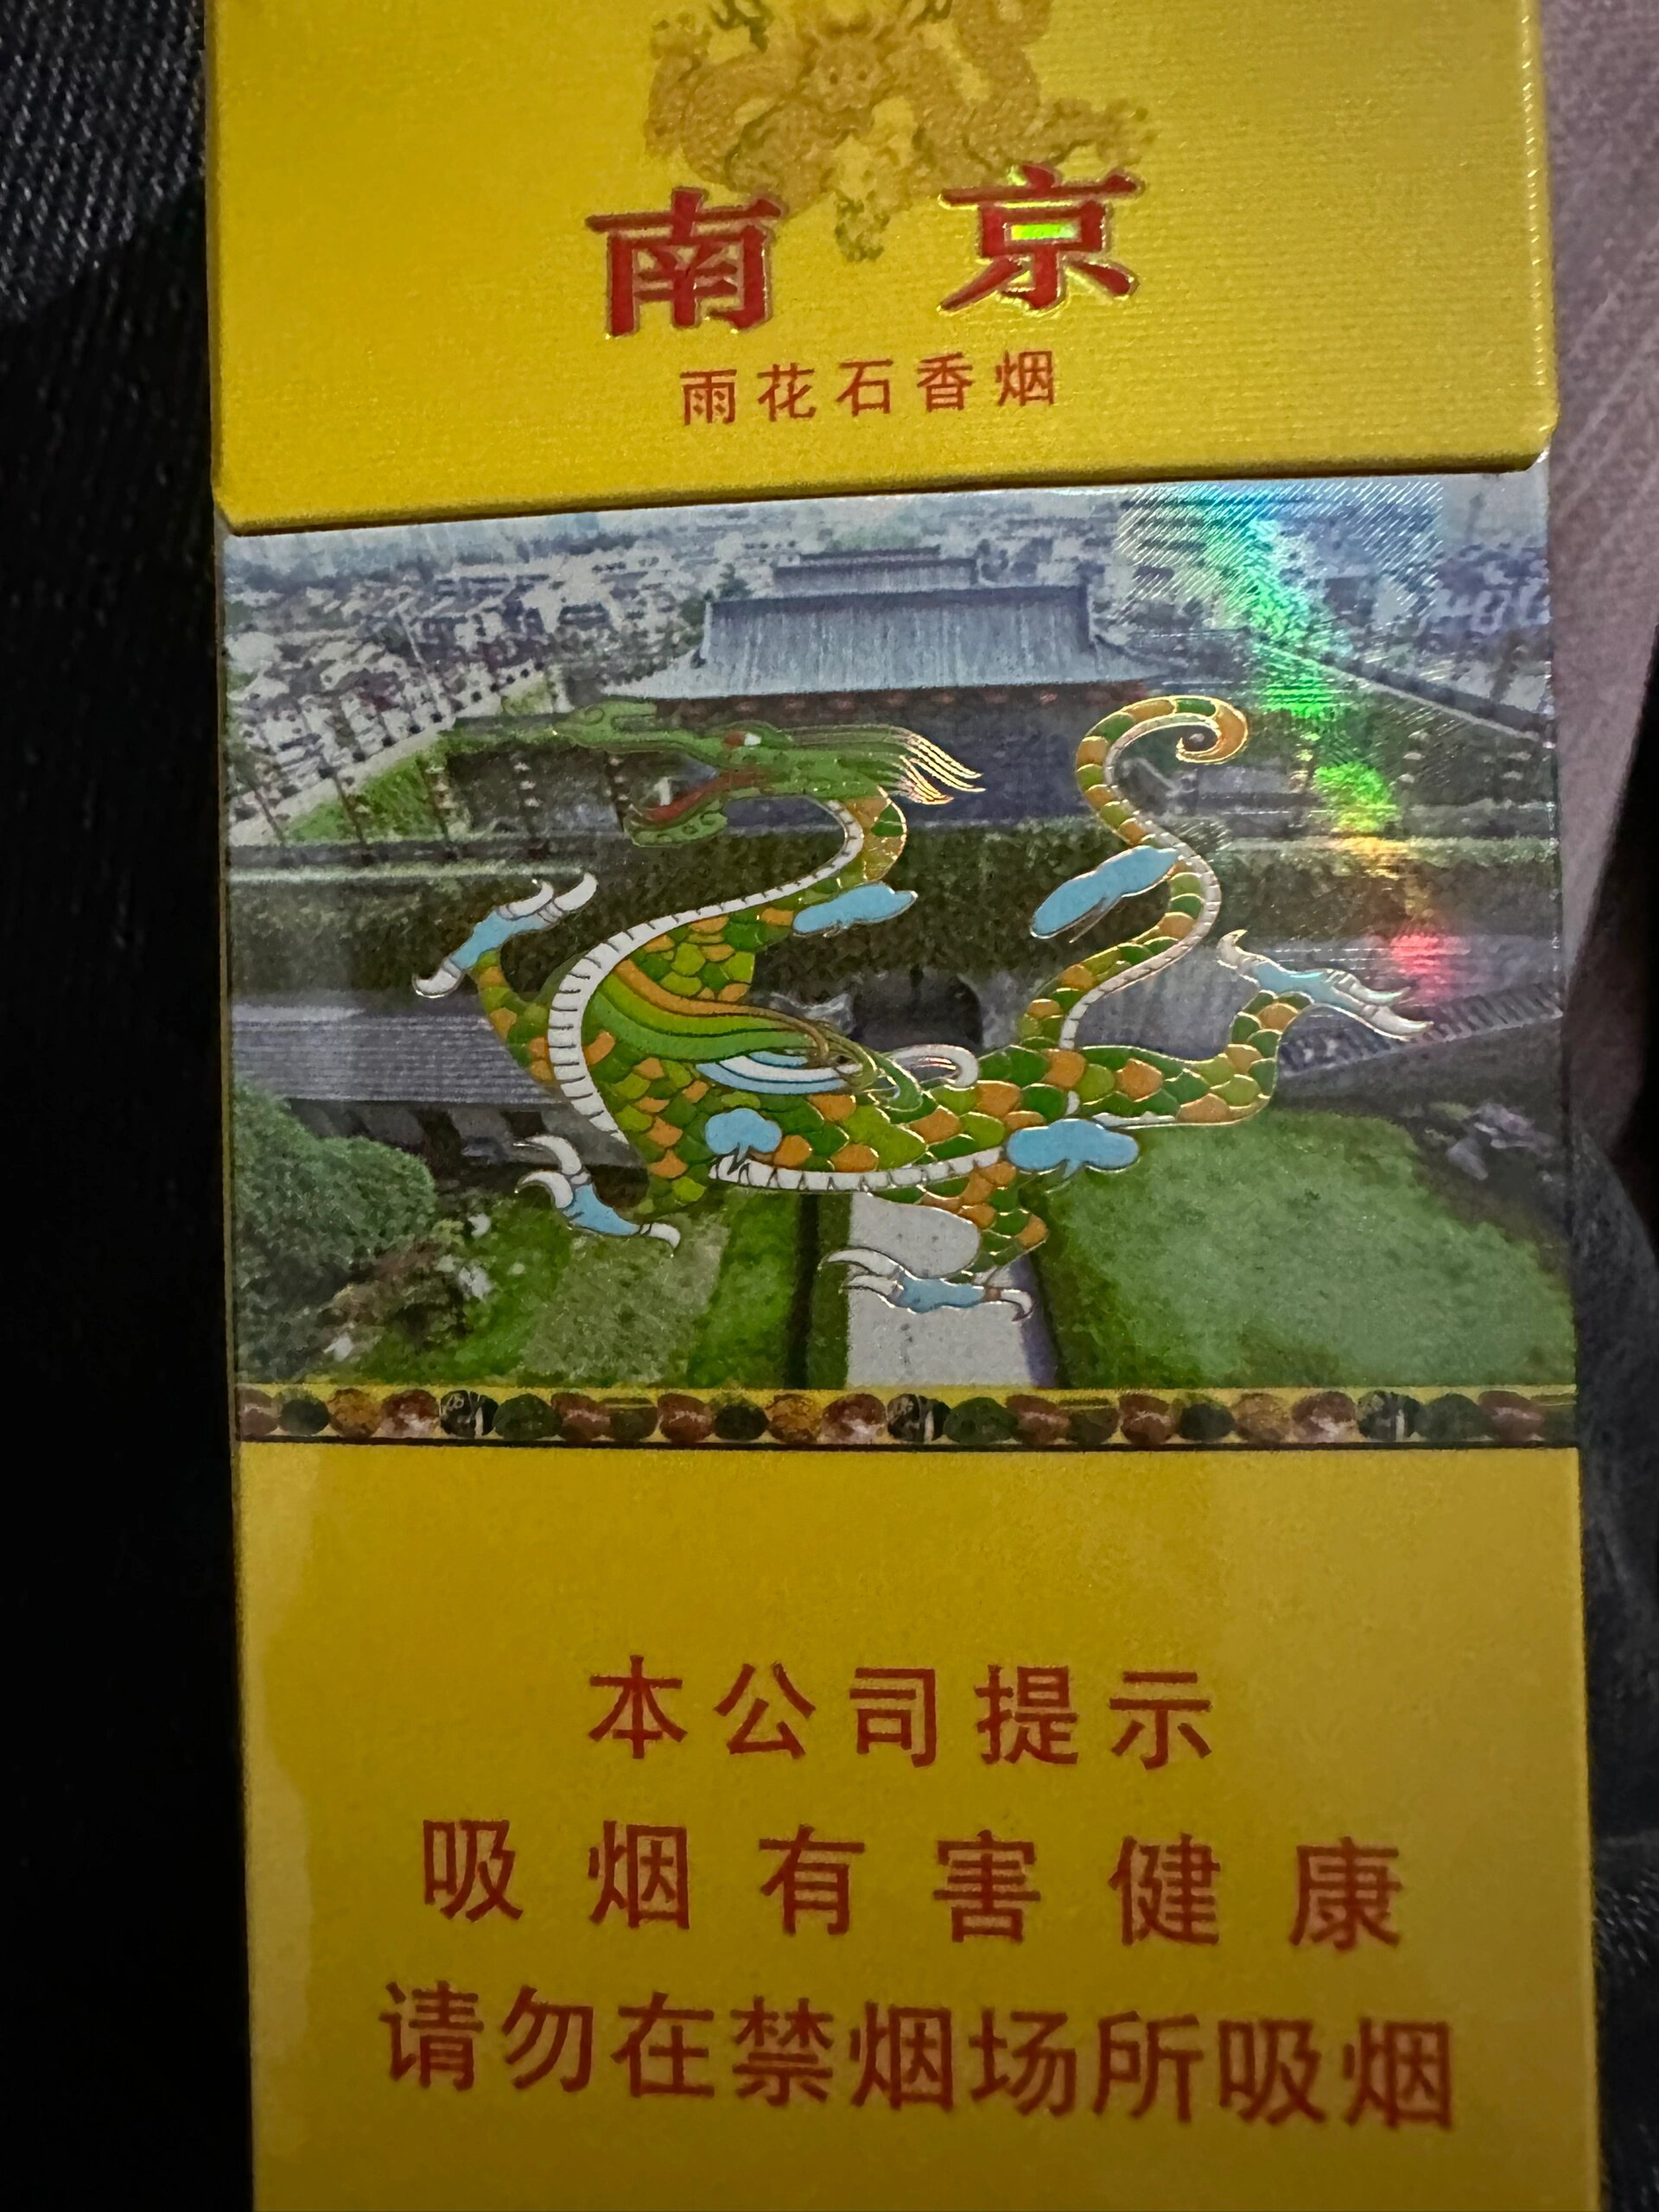 南京
雨花石香烟
本公司提示
吸烟有害健康
请勿在禁烟场所吸烟